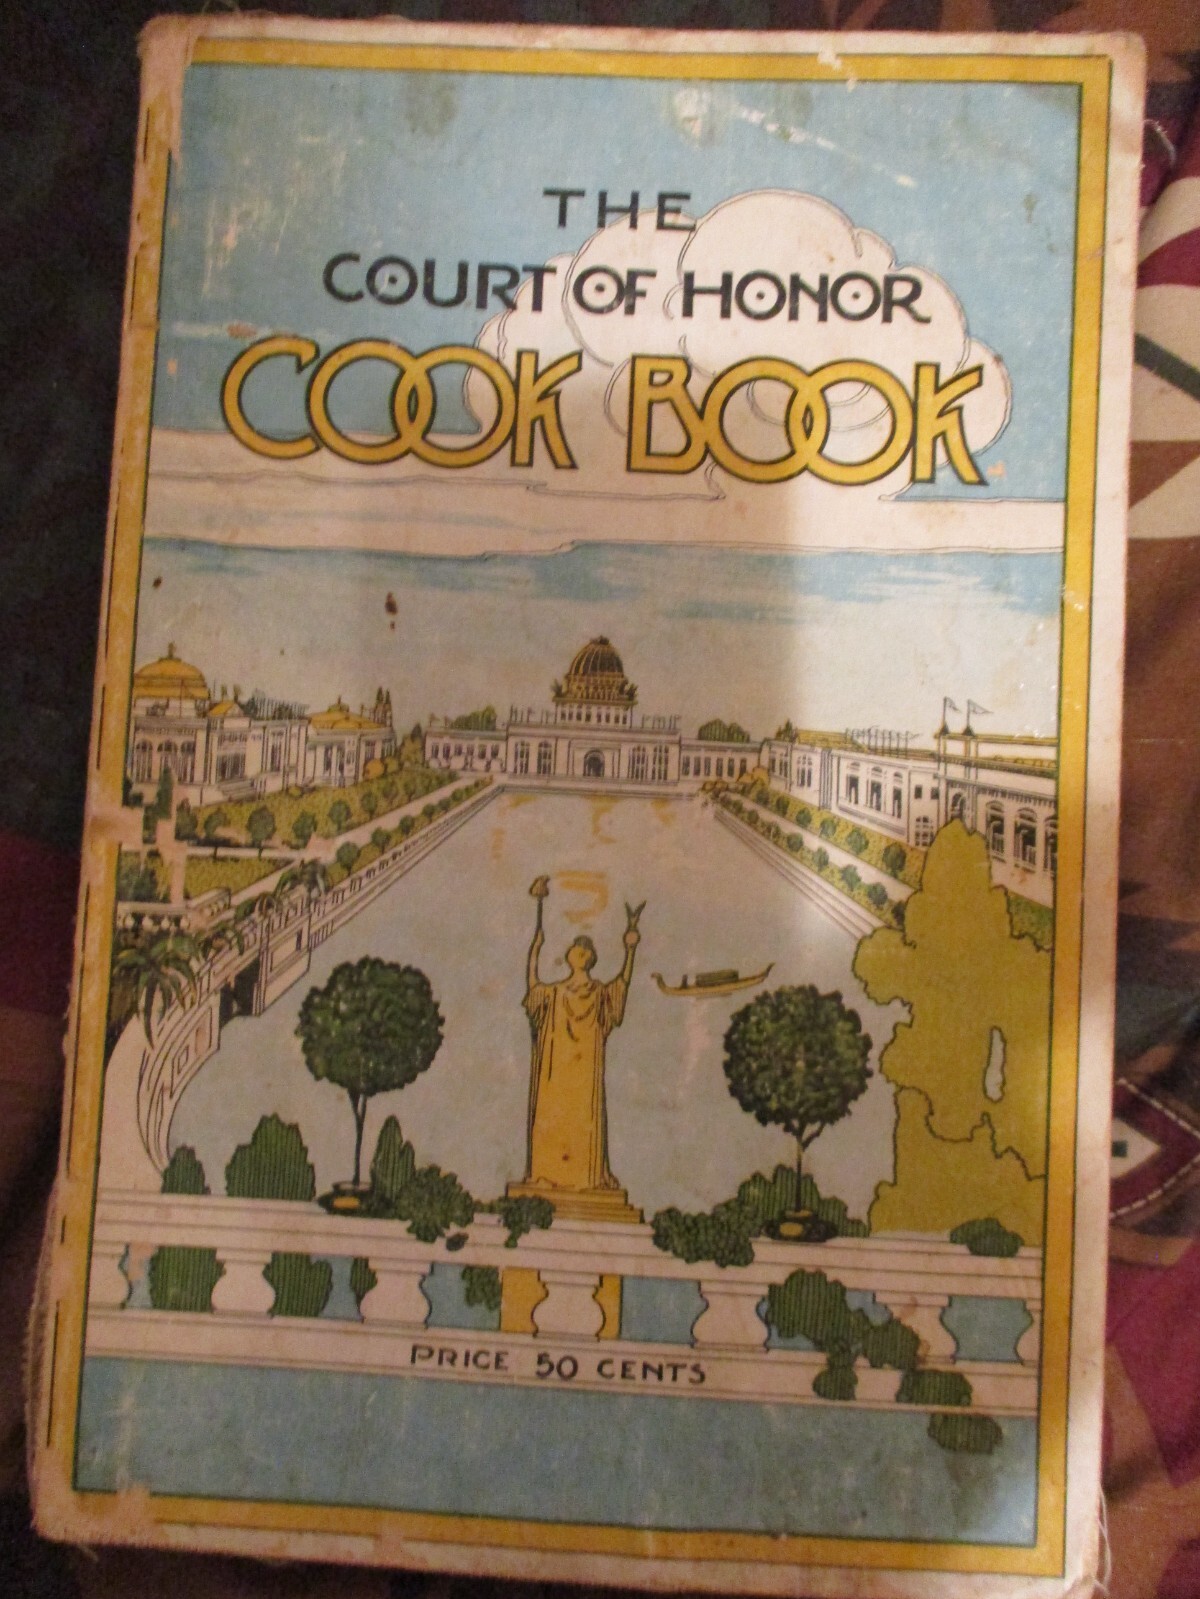 THE
COURT OF HONOR
COOK BOOK
PRICE 50 CENTS